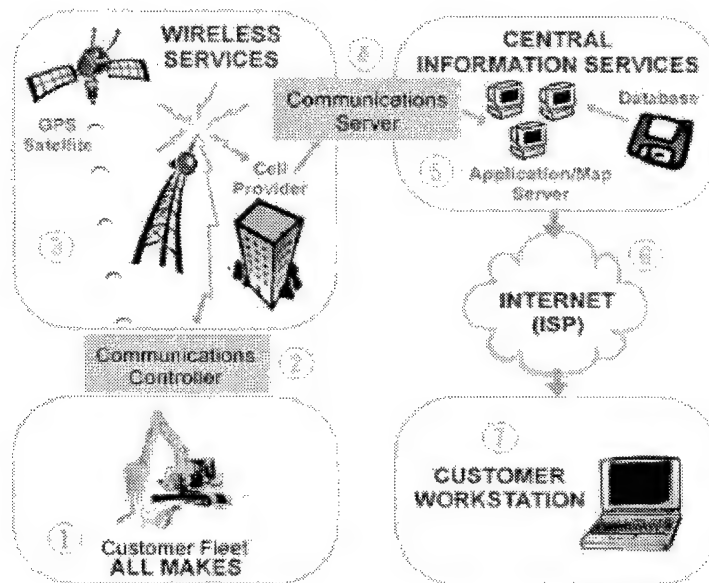 WIRELESS
SERVICES
GPS
Satellite
Cell
Provider
③
④
Communications
Server
CENTRAL
INFORMATION SERVICES
Database
⑤
Application/Map
Server
⑥
INTERNET
(ISP)
Communications
Controller
②
①
Customer Fleet
ALL MAKES
⑦
CUSTOMER
WORKSTATION